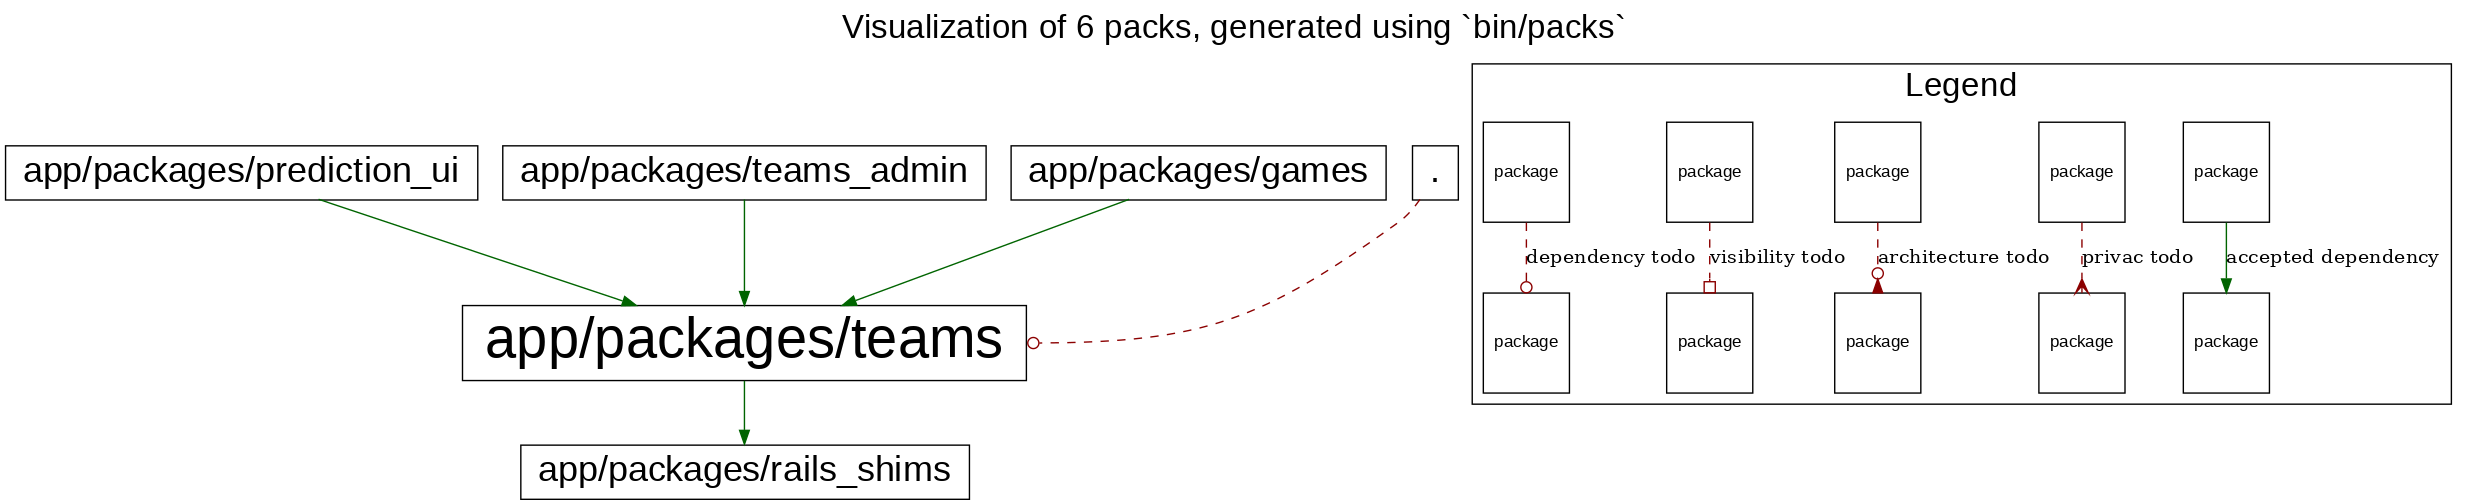 Visualization of 6 packs, generated using `bin/packs`
app/packages/prediction_ui
app/packages/teams_admin
app/packages/games
.
app/packages/teams
app/packages/rails_shims
Legend
package
package
package
package
package
dependency todo
visibility todo
architecture todo
privac todo
accepted dependency
package
package
package
package
package